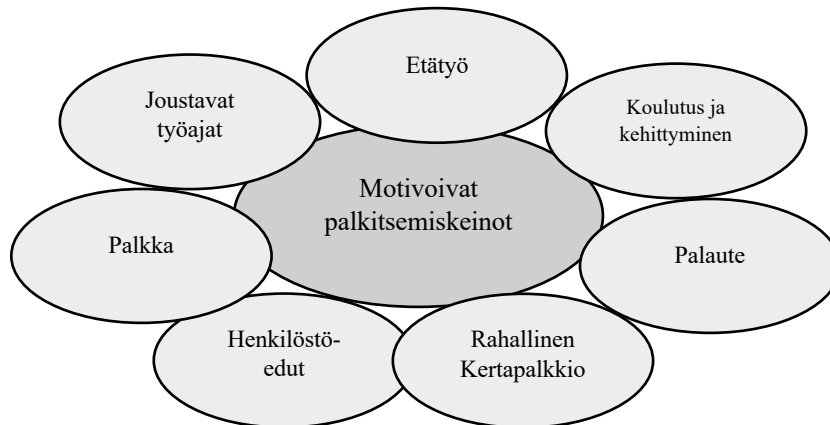 Etätyö
Joustavat
työajat
Koulutus ja
kehittyminen
Motivoivat
palkitsemiskeinot
Palkka
Palaute
Henkilöstö-
edut
Rahallinen
Kertapalkkio